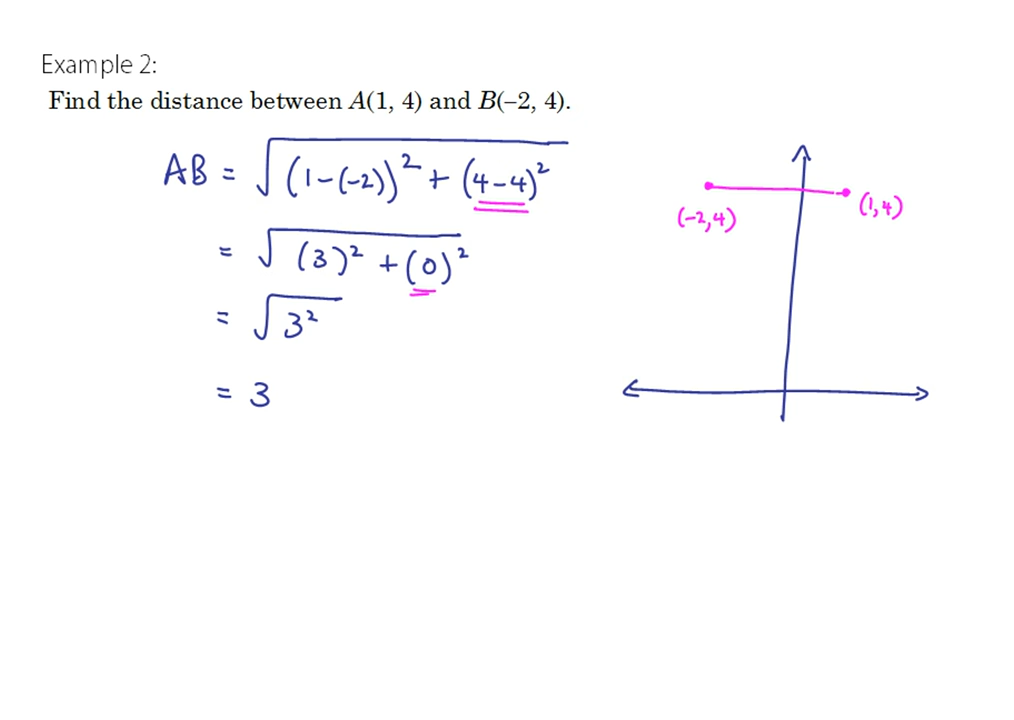 Example 2:
Find the distance between A(1, 4) and B(–2, 4).
AB = √((1-(-2))² + (4-4)²)
= √((3)² + (0)²)
= √3²
= 3
(-2,4)
(1,4)